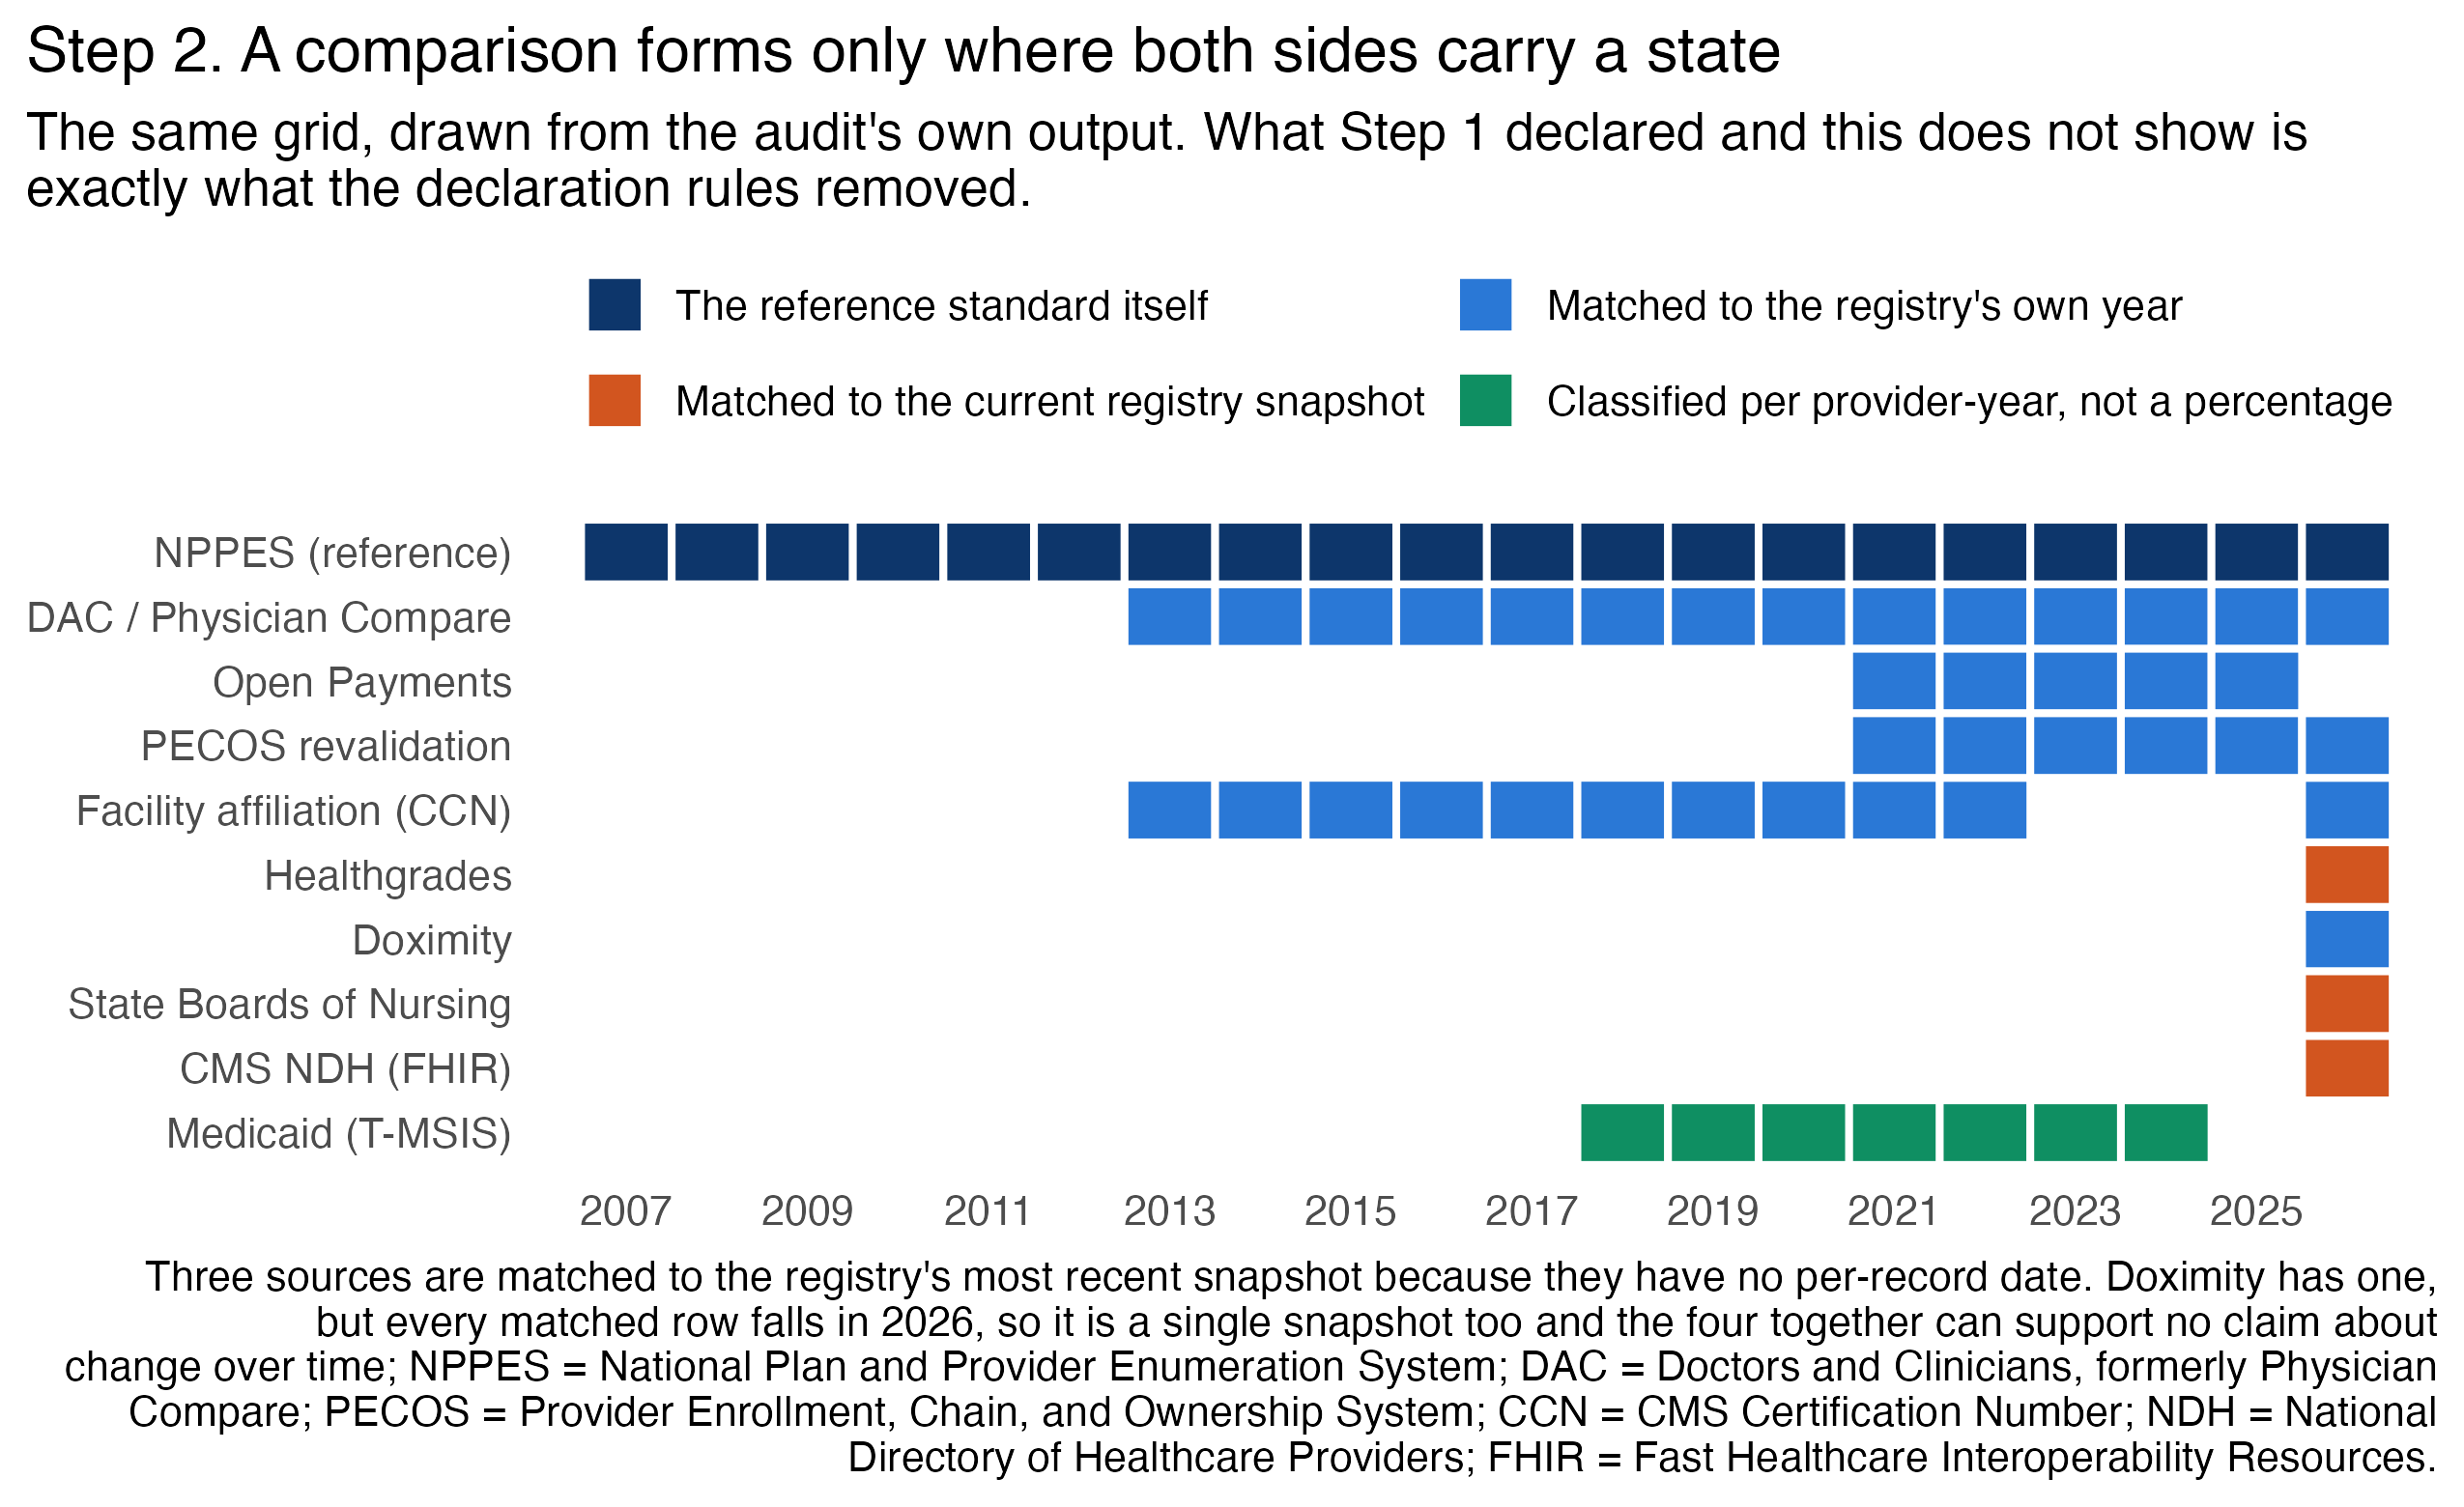 Step 2. A comparison forms only where both sides carry a state
The same grid, drawn from the audit's own output. What Step 1 declared and this does not show is
exactly what the declaration rules removed.
The reference standard itself
Matched to the registry's own year
Matched to the current registry snapshot
Classified per provider-year, not a percentage
NPPES (reference)
DAC / Physician Compare
Open Payments
PECOS revalidation
Facility affiliation (CCN)
Healthgrades
Doximity
State Boards of Nursing
CMS NDH (FHIR)
Medicaid (T-MSIS)
2007 2009 2011 2013 2015 2017 2019 2021 2023 2025
Three sources are matched to the registry's most recent snapshot because they have no per-record date. Doximity has one,
but every matched row falls in 2026, so it is a single snapshot too and the four together can support no claim about
change over time; NPPES = National Plan and Provider Enumeration System; DAC = Doctors and Clinicians, formerly Physician
Compare; PECOS = Provider Enrollment, Chain, and Ownership System; CCN = CMS Certification Number; NDH = National
Directory of Healthcare Providers; FHIR = Fast Healthcare Interoperability Resources.